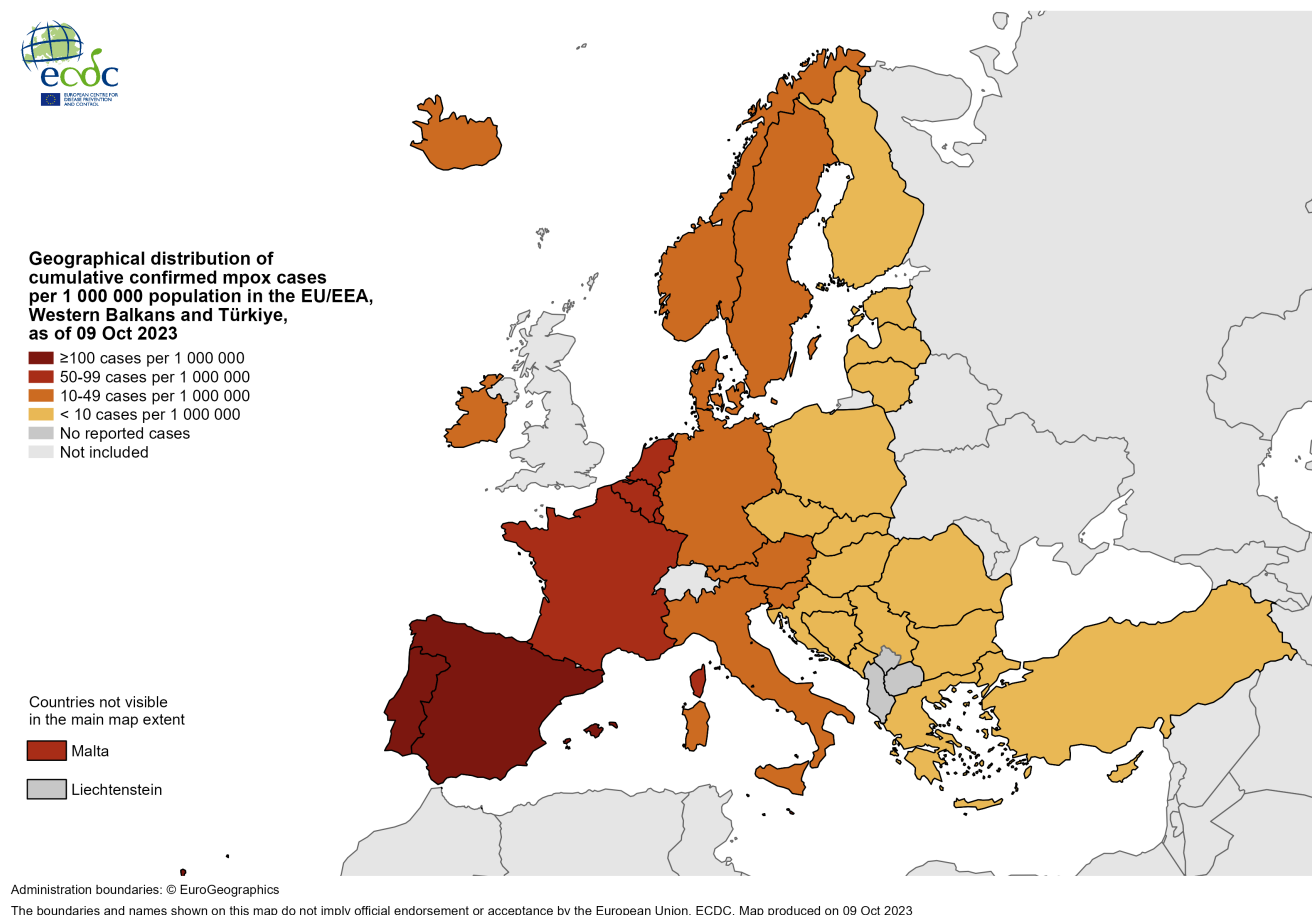 ecdc
EUROPEAN CENTRE FOR
DISEASE PREVENTION
AND CONTROL
Geographical distribution of
cumulative confirmed mpox cases
per 1 000 000 population in the EU/EEA,
Western Balkans and Türkiye,
as of 09 Oct 2023
≥100 cases per 1 000 000
50-99 cases per 1 000 000
10-49 cases per 1 000 000
< 10 cases per 1 000 000
No reported cases
Not included
Countries not visible
in the main map extent
Malta
Liechtenstein
Administration boundaries: © EuroGeographics
The boundaries and names shown on this map do not imply official endorsement or acceptance by the European Union. ECDC. Map produced on 09 Oct 2023